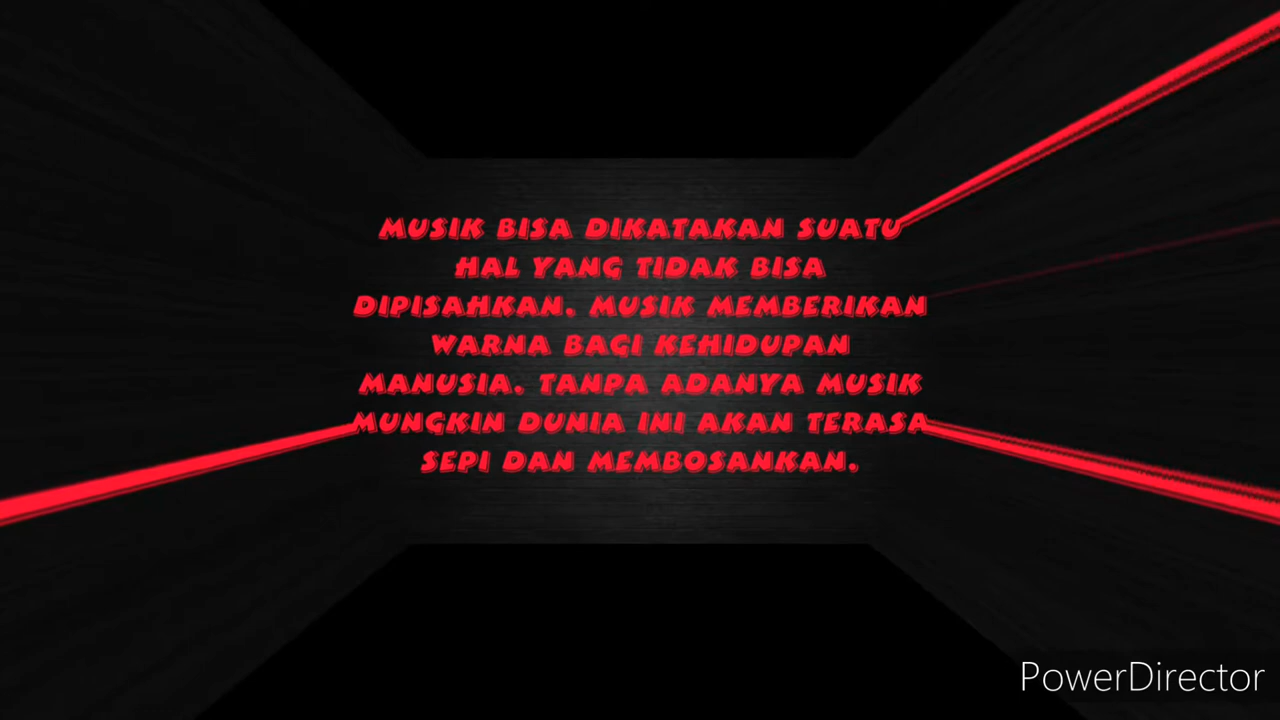 MUSIK BISA DIKATAKAN SUATU
HAL YANG TIDAK BISA
DIPISAHKAN. MUSIK MEMBERIKAN
WARNA BAGI KEHIDUPAN
MANUSIA. TANPA ADANYA MUSIK
MUNGKIN DUNIA INI AKAN TERASA
SEPI DAN MEMBOSANKAN.
PowerDirector